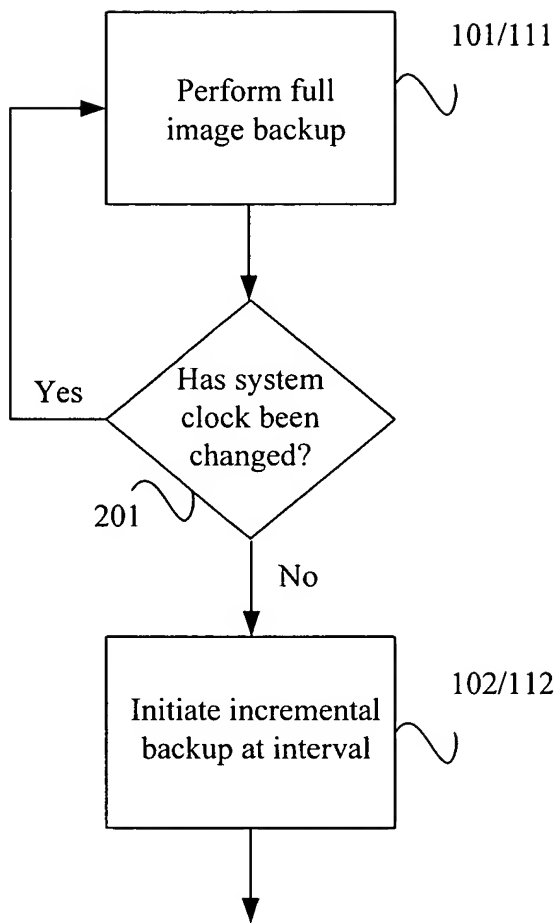 101/111
Perform full
image backup
Yes
Has system
clock been
changed?
201
No
102/112
Initiate incremental
backup at interval